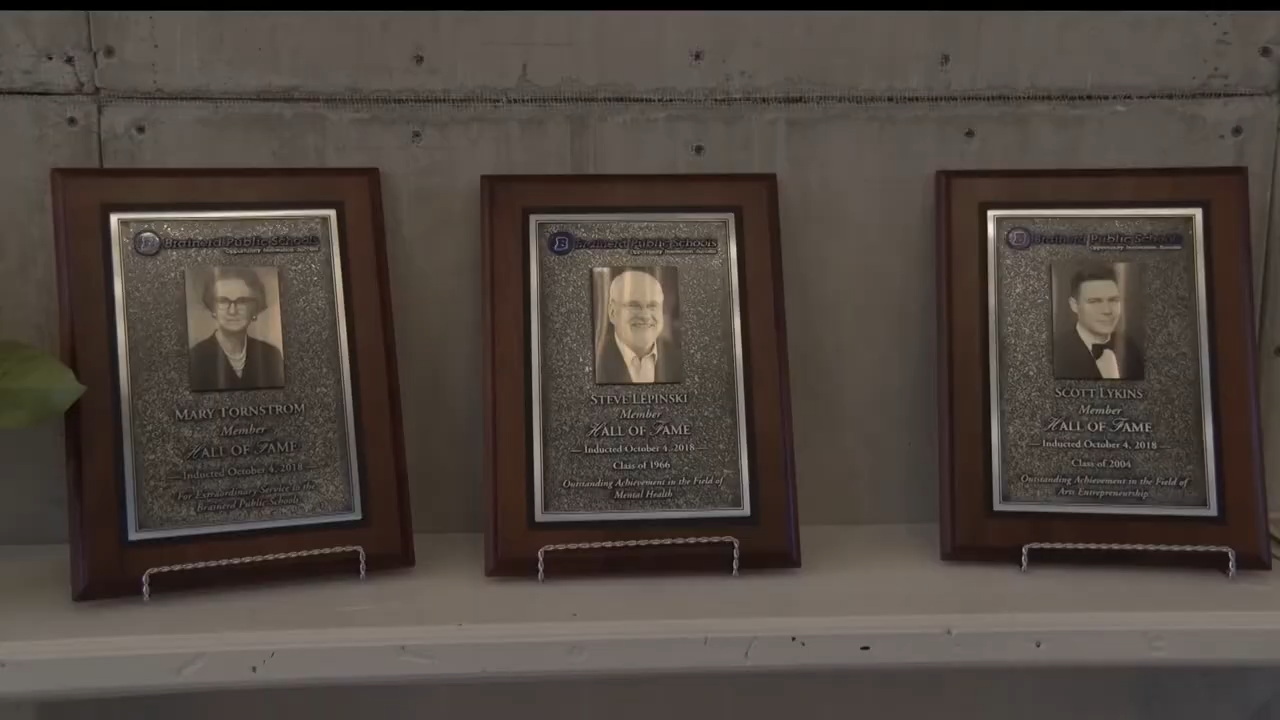 Brainerd Public Schools
MARY TORNSTROM
Member
HALL OF FAME
Inducted October 4, 2018
For Extraordinary Service to the
Brainerd Public Schools
Brainerd Public Schools
STEVE LEPINSKI
Member
HALL OF FAME
Inducted October 4, 2018
Class of 1966
Outstanding Achievement in the Field of
Mental Health
Brainerd Public Schools
SCOTT LYKINS
Member
HALL OF FAME
Inducted October 4, 2018
Class of 2004
Outstanding Achievement in the Field of
Arts Entrepreneurship